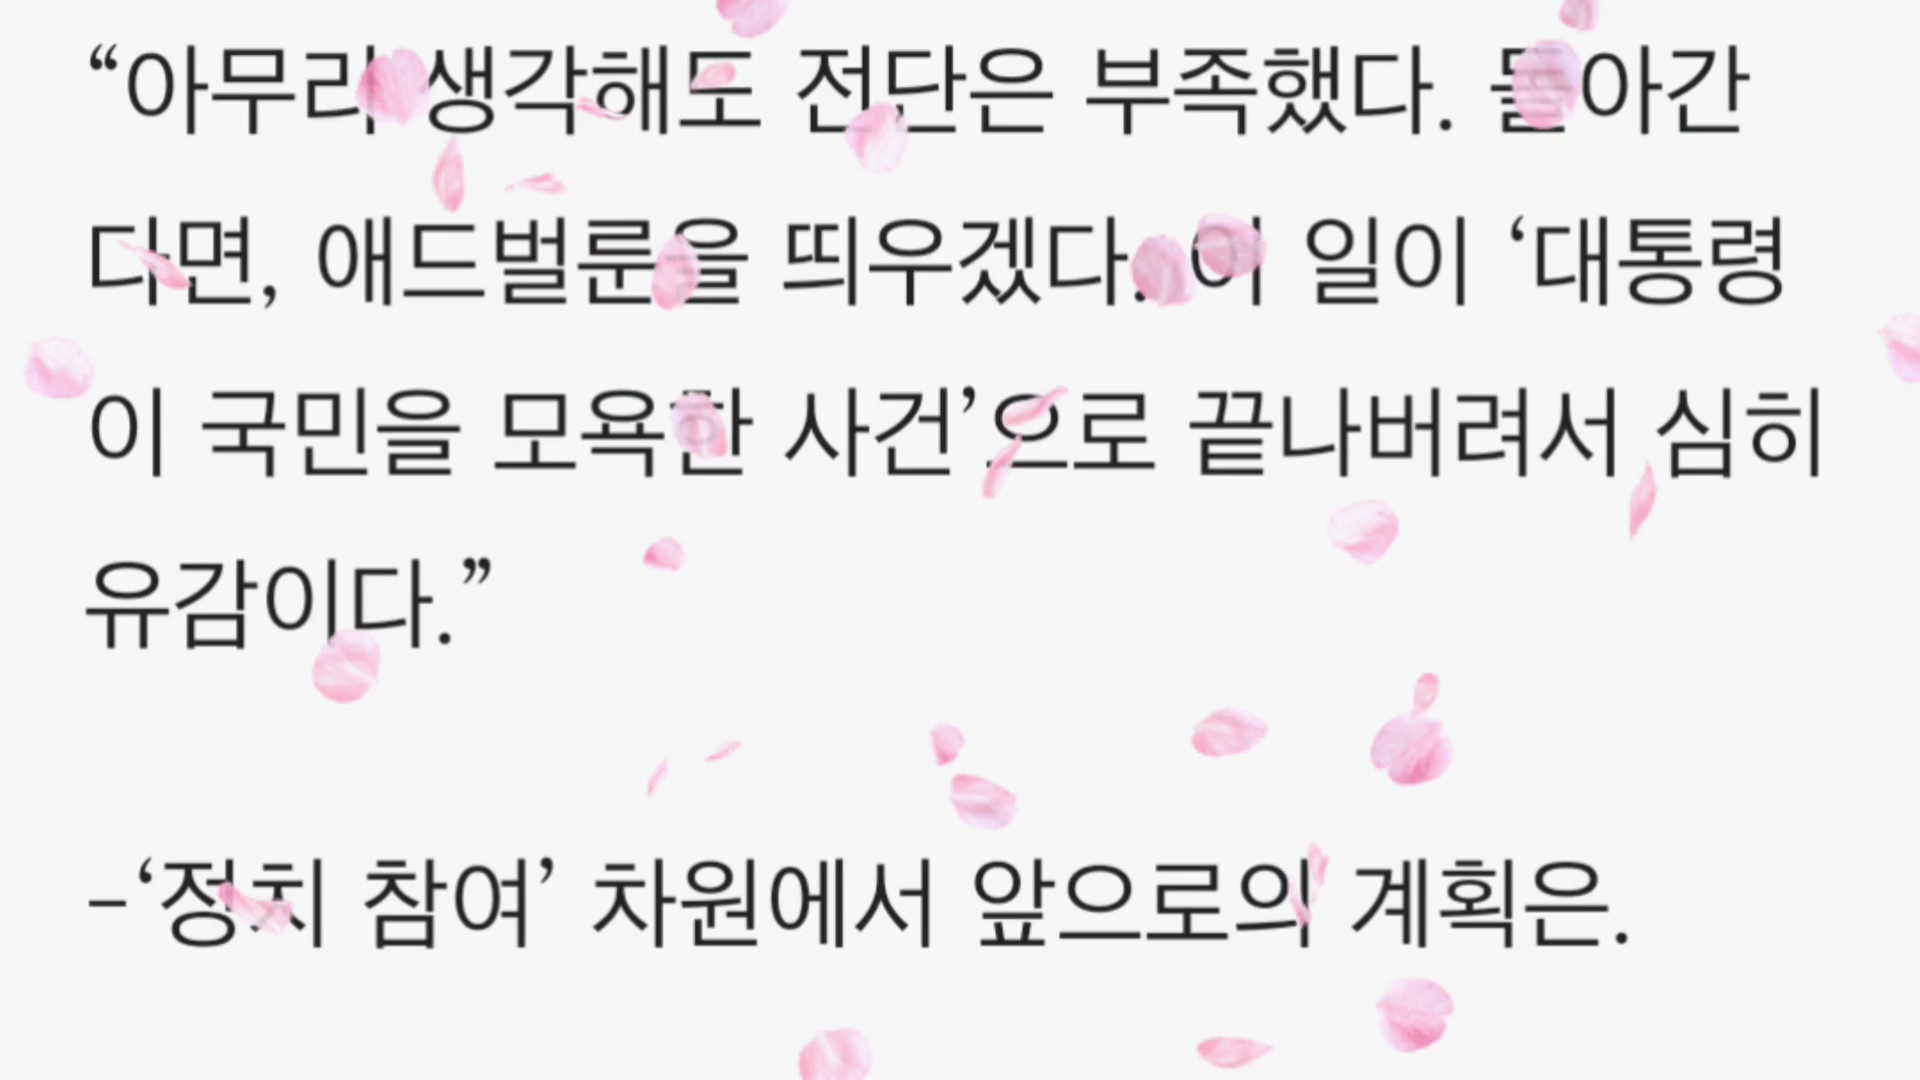 “아무리 생각해도 전단은 부족했다. 돌아간
다면, 애드벌룬을 띄우겠다. 이 일이 ‘대통령
이 국민을 모욕한 사건’으로 끝나버려서 심히
유감이다.”
-‘정치 참여’ 차원에서 앞으로의 계획은.